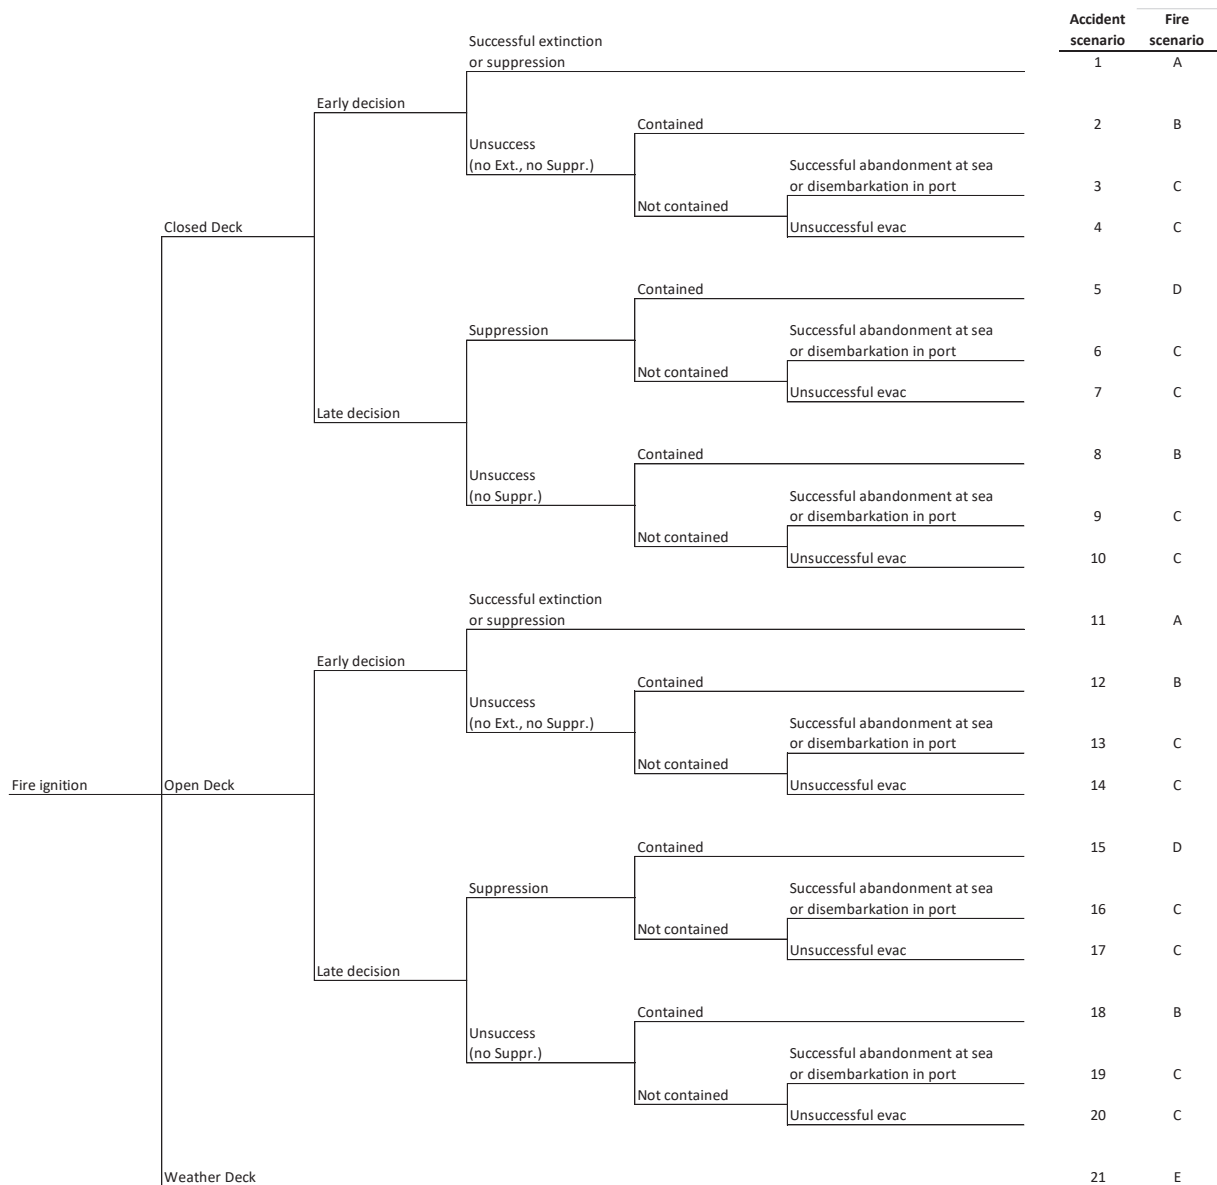 Accident Fire
scenario scenario
Successful extinction
or suppression 1 A
Early decision
Contained 2 B
Unsuccess
(no Ext., no Suppr.) Successful abandonment at sea
or disembarkation in port 3 C
Not contained
Closed Deck Unsuccessful evac 4 C
Contained 5 D
Suppression Successful abandonment at sea
or disembarkation in port 6 C
Not contained
Unsuccessful evac 7 C
Late decision
Contained 8 B
Unsuccess
(no Suppr.) Successful abandonment at sea
or disembarkation in port 9 C
Not contained
Unsuccessful evac 10 C
Successful extinction
or suppression 11 A
Early decision
Contained 12 B
Unsuccess
(no Ext., no Suppr.) Successful abandonment at sea
or disembarkation in port 13 C
Not contained
Fire ignition Open Deck Unsuccessful evac 14 C
Contained 15 D
Suppression Successful abandonment at sea
or disembarkation in port 16 C
Not contained
Unsuccessful evac 17 C
Late decision
Contained 18 B
Unsuccess
(no Suppr.) Successful abandonment at sea
or disembarkation in port 19 C
Not contained
Unsuccessful evac 20 C
Weather Deck 21 E